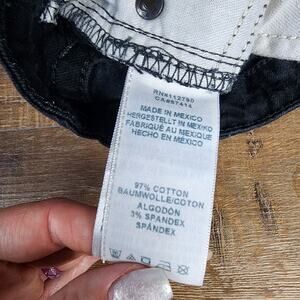 RN#112790
CA#57414
MADE IN MEXICO
HERGESTELLT IN MEXIKO
FABRIQUÉ AU MEXIQUE
HECHO EN MÉXICO
97% COTTON
BAUMWOLLE/COTON
ALGODÓN
3% SPANDEX
SPÁNDEX